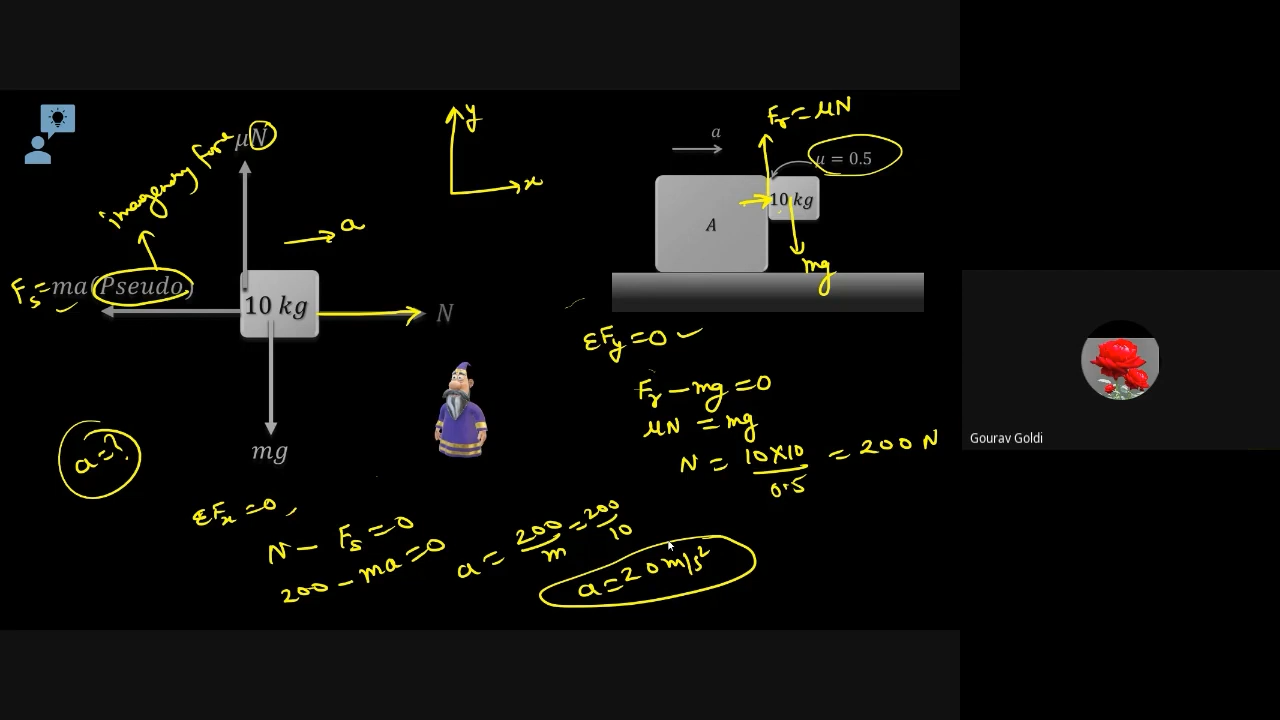 μN
imagenary force
F_s = ma(Pseudo)
a
10 kg
N
mg
a=?
y
x
a
F_r = μN
μ = 0.5
A
10 kg
mg
ΣF_y = 0
F_r - mg = 0
μN = mg
N = 10×10/0.5 = 200 N
ΣF_x = 0
N - F_s = 0
200 - ma = 0
a = 200/m = 200/10
a = 20 m/s²
Gourav Goldi